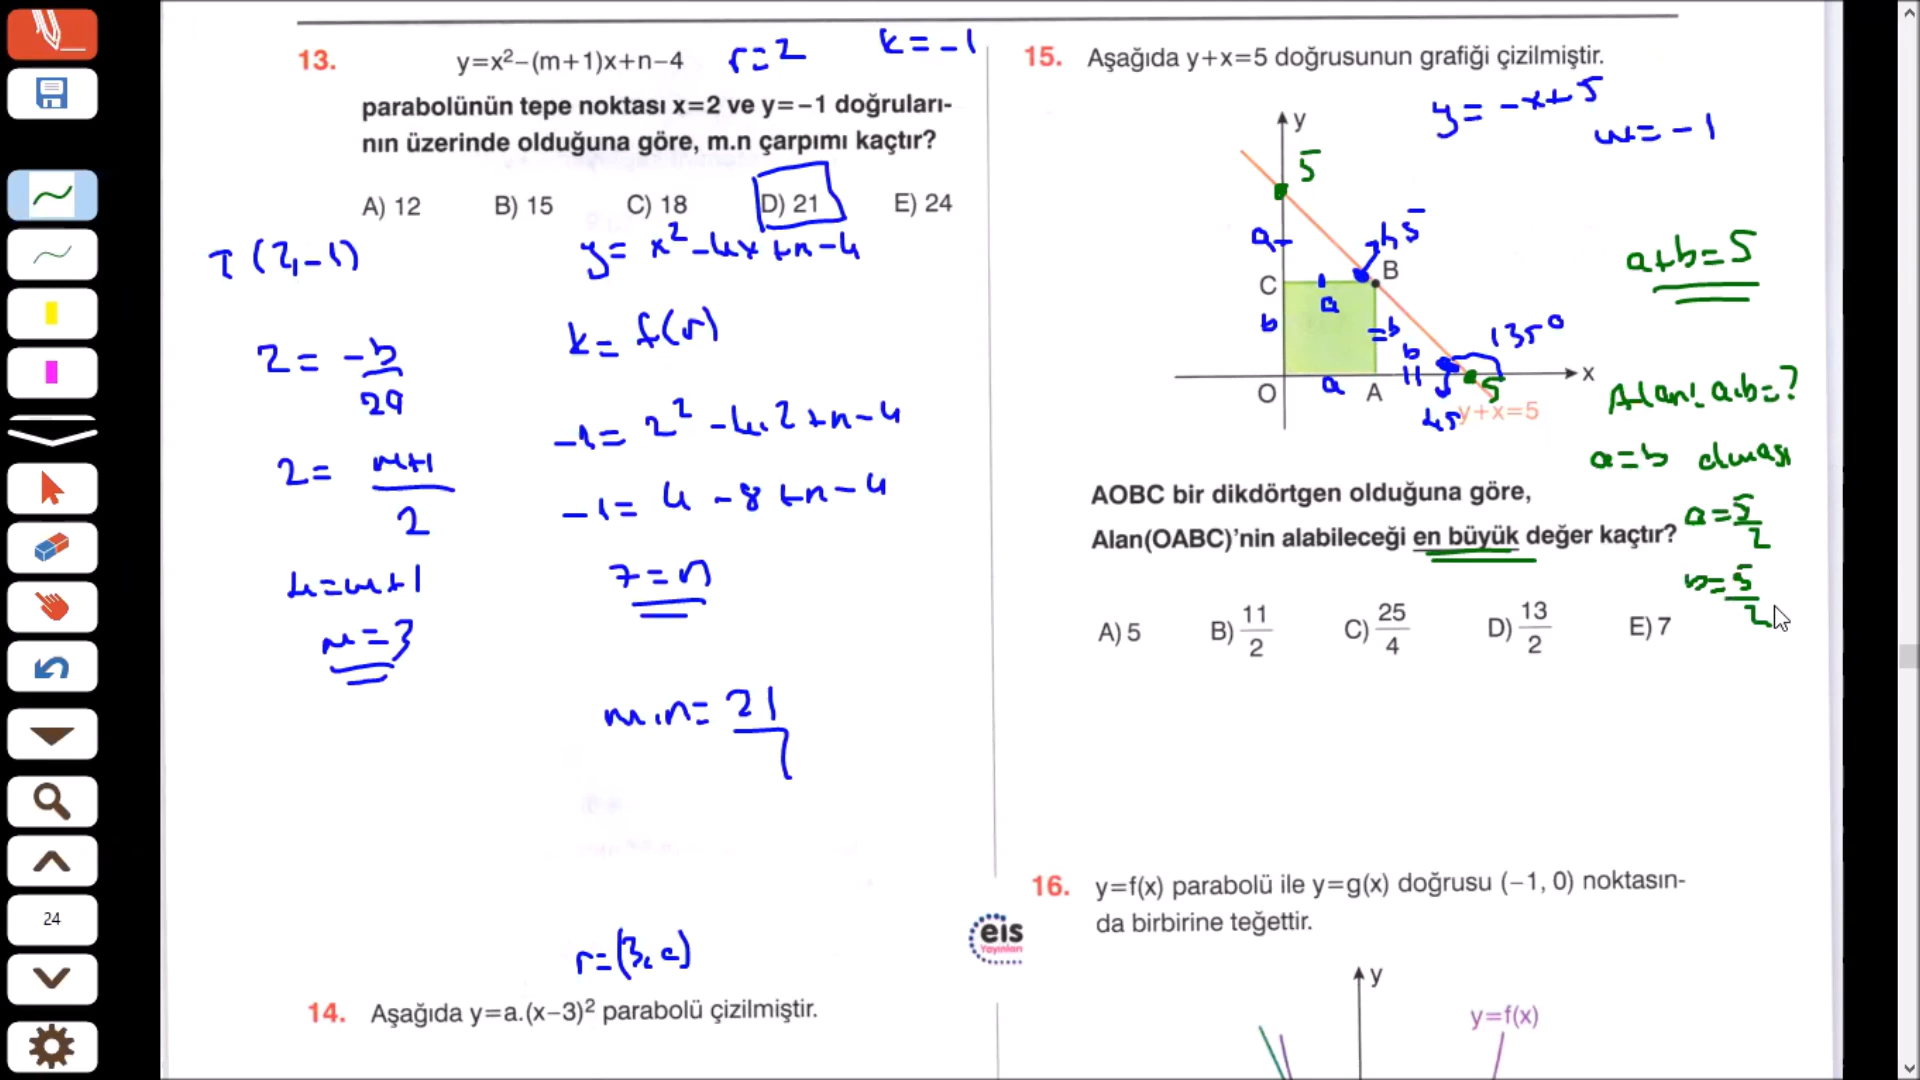 13. y=x²−(m+1)x+n−4 r=2 k=-1
parabolünün tepe noktası x=2 ve y=−1 doğruları-
nın üzerinde olduğuna göre, m.n çarpımı kaçtır?
A) 12 B) 15 C) 18 D) 21 E) 24
T(2,-1)
y= x²-4x+n-4
2= -b/2a
k= f(r)
-1= 2²-4.2+n-4
2= m+1/2
-1= 4-8+n-4
4=m+1
7=n
m=3
m.n= 21
r=(3,
14. Aşağıda y=a.(x−3)² parabolü çizilmiştir.
15. Aşağıda y+x=5 doğrusunun grafiği çizilmiştir.
y= -x+5
m= -1
y
5
a
45
C B
a
b =b b
135°
O a A 5 x
45 y+x=5
a+b=5
Alan: a.b=?
a=b olması
a=5/2
b=5/2
AOBC bir dikdörtgen olduğuna göre,
Alan(OABC)'nin alabileceği en büyük değer kaçtır?
A) 5 B) 11/2 C) 25/4 D) 13/2 E) 7
16. y=f(x) parabolü ile y=g(x) doğrusu (−1, 0) noktasın-
da birbirine teğettir.
y
y=f(x)
eis
Yayınları
24